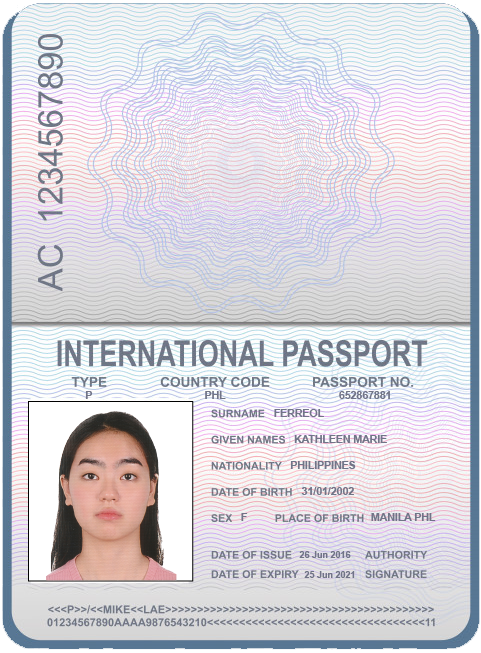 AC 1234567890
INTERNATIONAL PASSPORT
TYPE COUNTRY CODE PASSPORT NO.
P PHL 652867881
SURNAME FERREOL
GIVEN NAMES KATHLEEN MARIE
NATIONALITY PHILIPPINES
DATE OF BIRTH 31/01/2002
SEX F PLACE OF BIRTH MANILA PHL
DATE OF ISSUE 26 Jun 2016 AUTHORITY
DATE OF EXPIRY 25 Jun 2021 SIGNATURE
<<<P>>/<<MIKE<<LAE>>>>>>>>>>>>>>>>>>>>>>>>>>>>>>>>>>>>>>>>>>
01234567890AAAA9876543210<<<<<<<<<<<<<<<<<<<<<<<<<<<<<<<<<<11